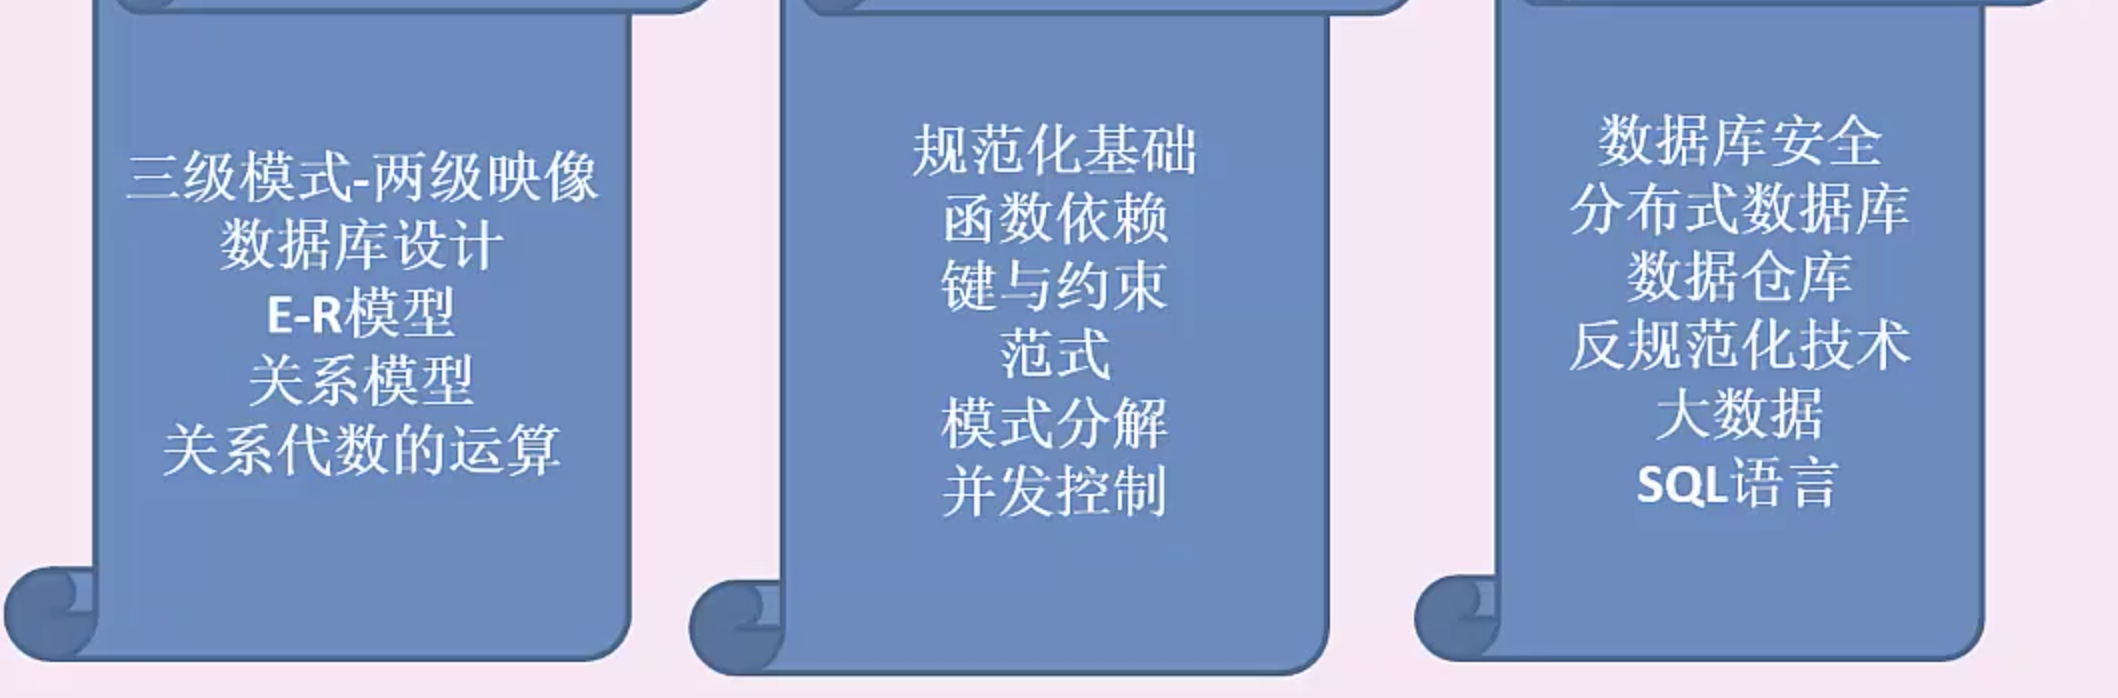 三级模式-两级映像
数据库设计
E-R模型
关系模型
关系代数的运算
规范化基础
函数依赖
键与约束
范式
模式分解
并发控制
数据库安全
分布式数据库
数据仓库
反规范化技术
大数据
SQL语言